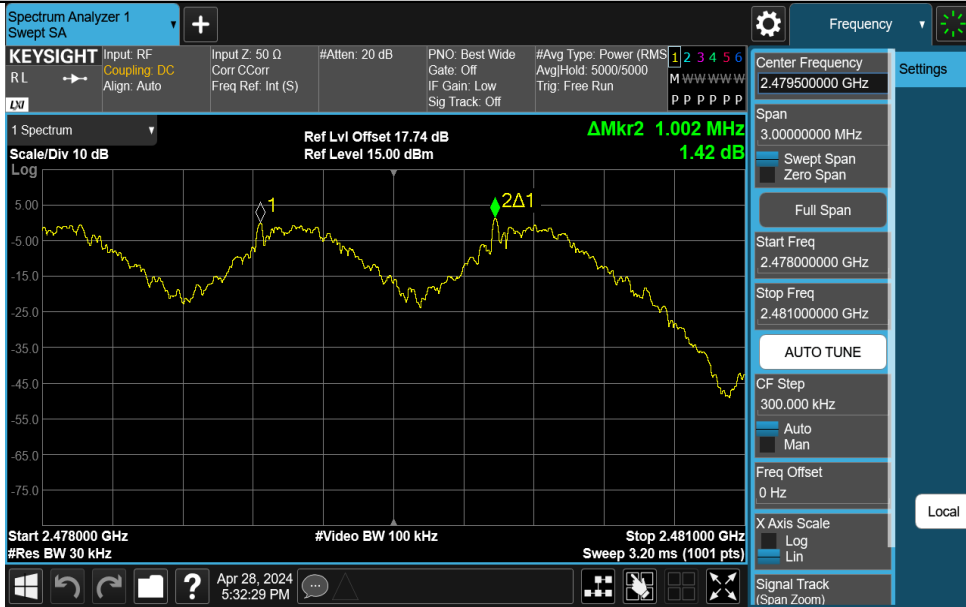 Spectrum Analyzer 1
Swept SA
+
Frequency
KEYSIGHT
RL
LXI
Input: RF
Coupling: DC
Align: Auto
Input Z: 50 Ω
Corr CCorr
Freq Ref: Int (S)
#Atten: 20 dB
PNO: Best Wide
Gate: Off
IF Gain: Low
Sig Track: Off
#Avg Type: Power (RMS
Avg|Hold: 5000/5000
Trig: Free Run
1 2 3 4 5 6
M W W W W W
P P P P P P
1 Spectrum
Scale/Div 10 dB
Log
Ref Lvl Offset 17.74 dB
Ref Level 15.00 dBm
ΔMkr2 1.002 MHz
1.42 dB
1
2Δ1
5.00
-5.00
-15.0
-25.0
-35.0
-45.0
-55.0
-65.0
-75.0
Start 2.478000 GHz
#Res BW 30 kHz
#Video BW 100 kHz
Stop 2.481000 GHz
Sweep 3.20 ms (1001 pts)
?
Apr 28, 2024
5:32:29 PM
Center Frequency
2.479500000 GHz
Span
3.00000000 MHz
Swept Span
Zero Span
Full Span
Start Freq
2.478000000 GHz
Stop Freq
2.481000000 GHz
AUTO TUNE
CF Step
300.000 kHz
Auto
Man
Freq Offset
0 Hz
X Axis Scale
Log
Lin
Signal Track
(Span Zoom)
Settings
Local